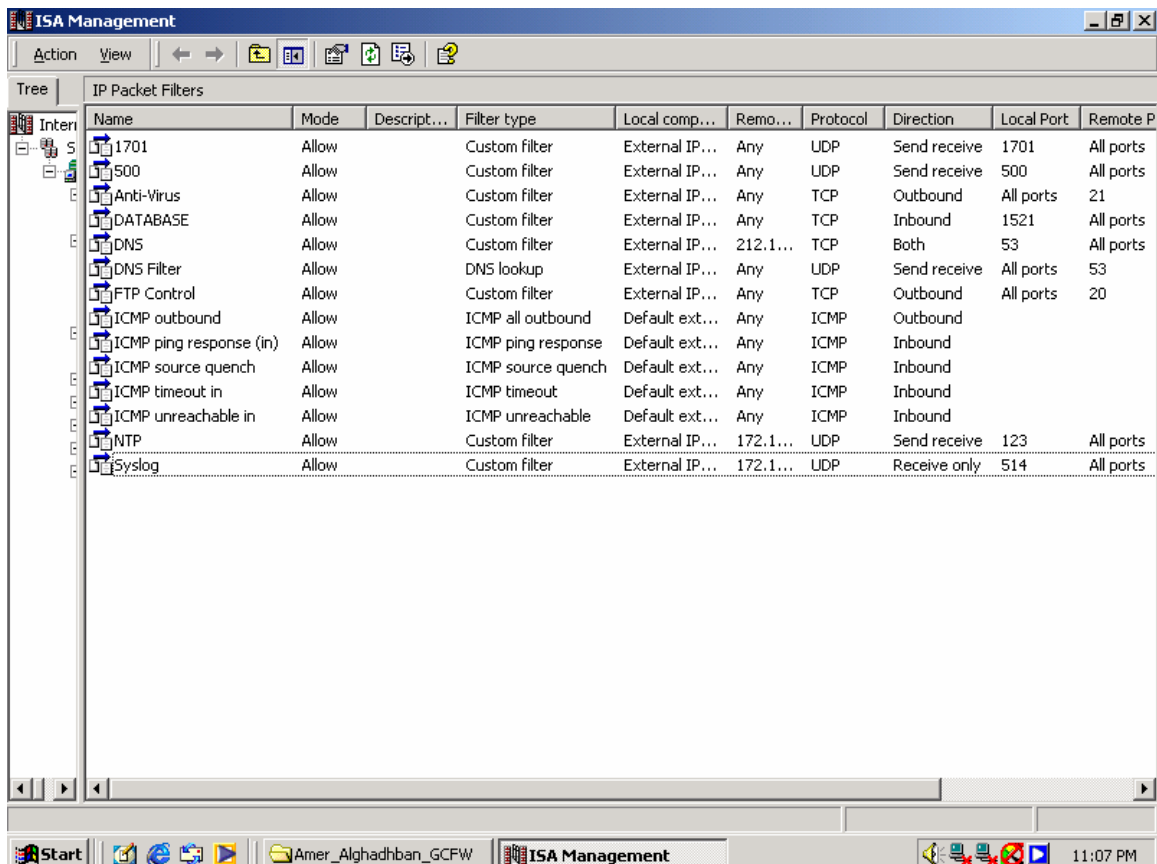 ISA Management
Action View
Tree IP Packet Filters
Name Mode Descript... Filter type Local comp... Remo... Protocol Direction Local Port Remote P
Interi
S
1701 Allow Custom filter External IP... Any UDP Send receive 1701 All ports
500 Allow Custom filter External IP... Any UDP Send receive 500 All ports
Anti-Virus Allow Custom filter External IP... Any TCP Outbound All ports 21
DATABASE Allow Custom filter External IP... Any TCP Inbound 1521 All ports
DNS Allow Custom filter External IP... 212.1... TCP Both 53 All ports
DNS Filter Allow DNS lookup External IP... Any UDP Send receive All ports 53
FTP Control Allow Custom filter External IP... Any TCP Outbound All ports 20
ICMP outbound Allow ICMP all outbound Default ext... Any ICMP Outbound
ICMP ping response (in) Allow ICMP ping response Default ext... Any ICMP Inbound
ICMP source quench Allow ICMP source quench Default ext... Any ICMP Inbound
ICMP timeout in Allow ICMP timeout Default ext... Any ICMP Inbound
ICMP unreachable in Allow ICMP unreachable Default ext... Any ICMP Inbound
NTP Allow Custom filter External IP... 172.1... UDP Send receive 123 All ports
Syslog Allow Custom filter External IP... 172.1... UDP Receive only 514 All ports
Start Amer_Alghadhban_GCFW ISA Management 11:07 PM